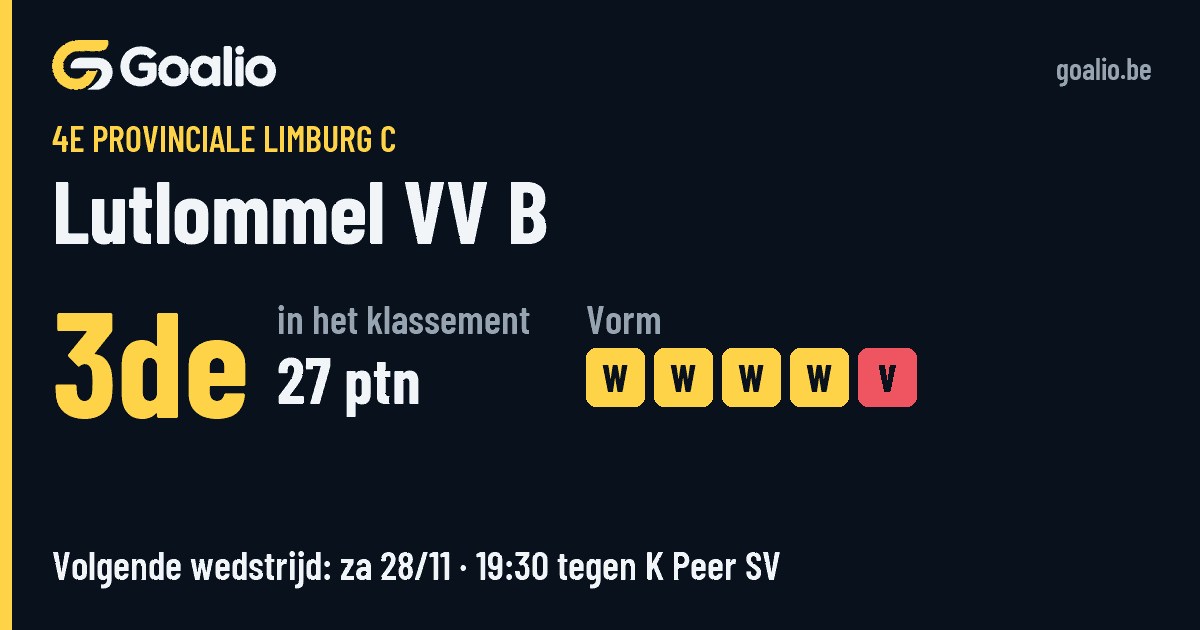 Goalio
goalio.be
4E PROVINCIALE LIMBURG C
Lutlommel VV B
3de
in het klassement
27 ptn
Vorm
W W W W V
Volgende wedstrijd: za 28/11 · 19:30 tegen K Peer SV